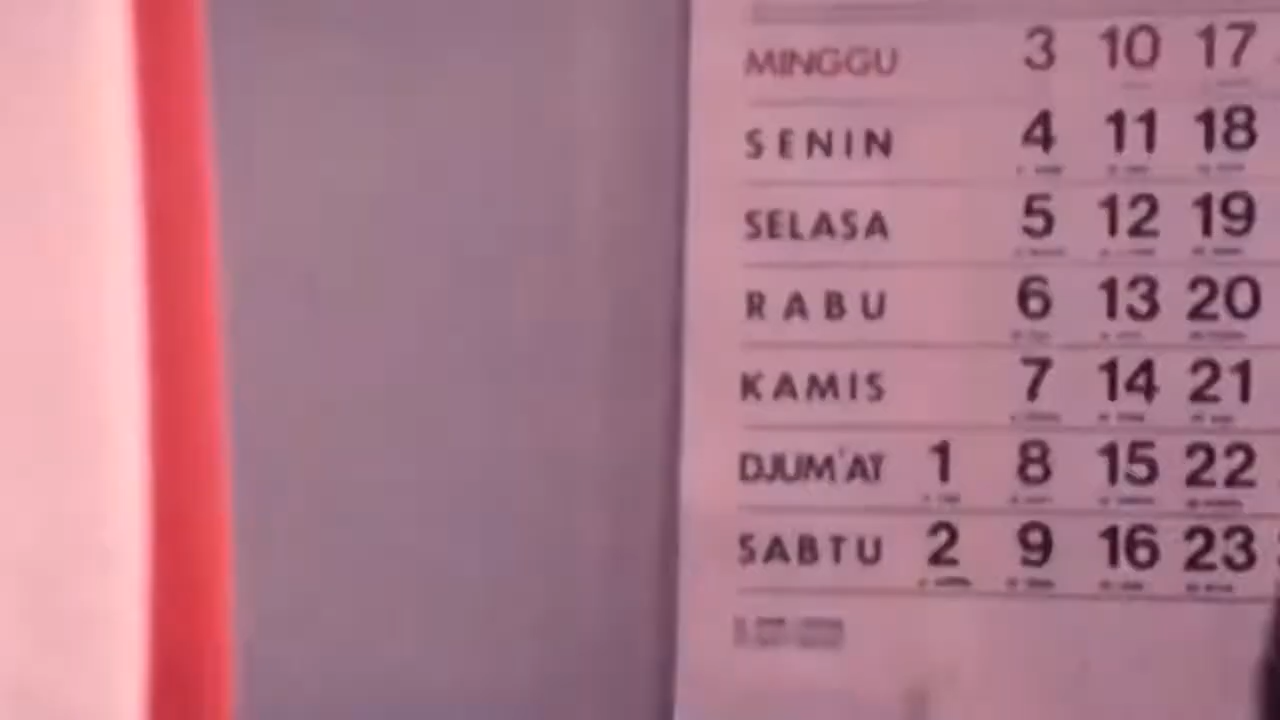 MINGGU 3 10 17
SENIN 4 11 18
SELASA 5 12 19
RABU 6 13 20
KAMIS 7 14 21
DJUM'AT 1 8 15 22
SABTU 2 9 16 23